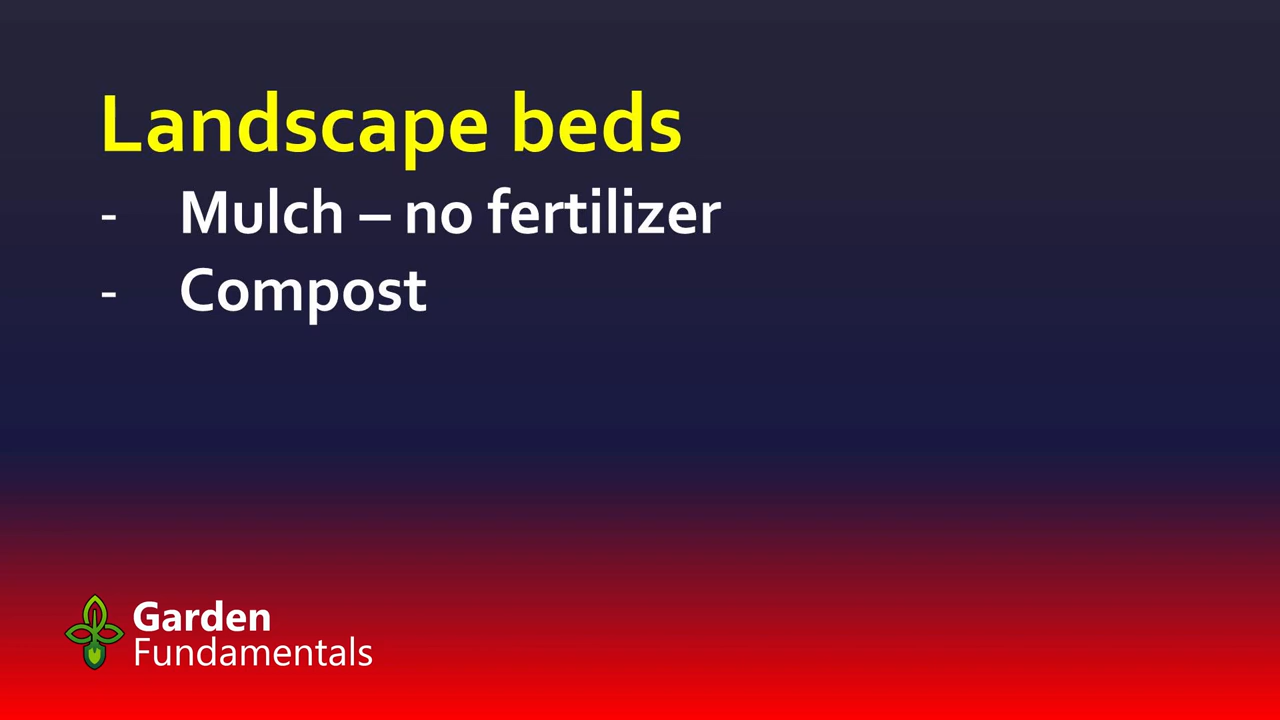 Landscape beds
- Mulch – no fertilizer
- Compost
Garden
Fundamentals